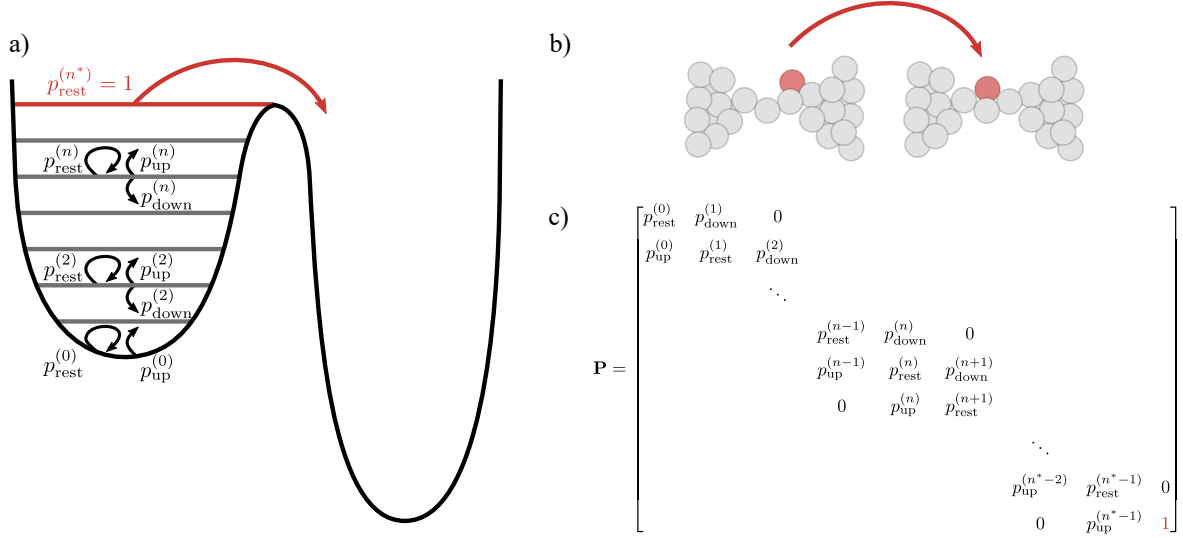 a)
p_rest^(n*) = 1
p_rest^(n) p_up^(n)
p_down^(n)
p_rest^(2) p_up^(2)
p_down^(2)
p_rest^(0) p_up^(0)
b)
c)
P =
p_rest^(0) p_down^(1) 0
p_up^(0) p_rest^(1) p_down^(2)
⋱
p_rest^(n−1) p_down^(n) 0
p_up^(n−1) p_rest^(n) p_down^(n+1)
0 p_up^(n) p_rest^(n+1)
⋱
p_up^(n*−2) p_rest^(n*−1) 0
0 p_up^(n*−1) 1